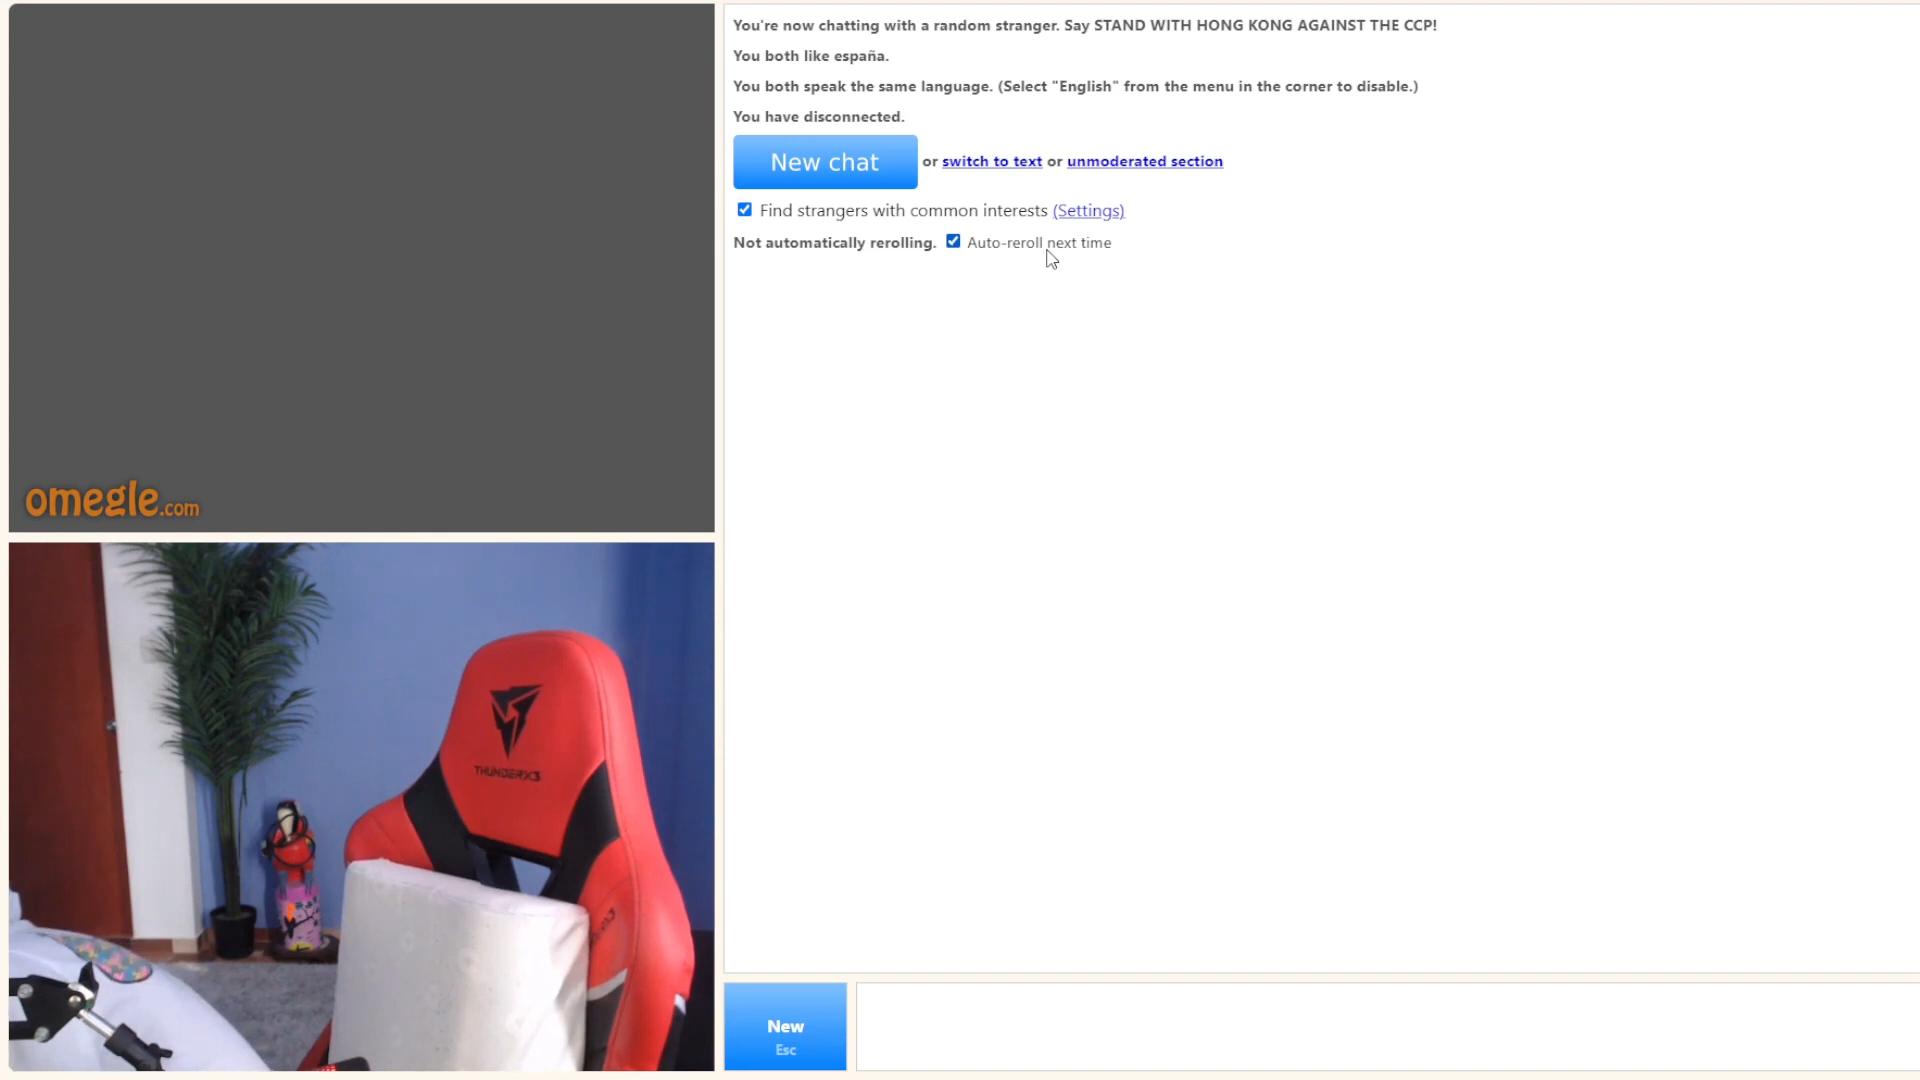 You're now chatting with a random stranger. Say STAND WITH HONG KONG AGAINST THE CCP!
You both like españa.
You both speak the same language. (Select "English" from the menu in the corner to disable.)
You have disconnected.
New chat or switch to text or unmoderated section
Find strangers with common interests (Settings)
Not automatically rerolling. Auto-reroll next time
omegle.com
THUNDERX3
New
Esc